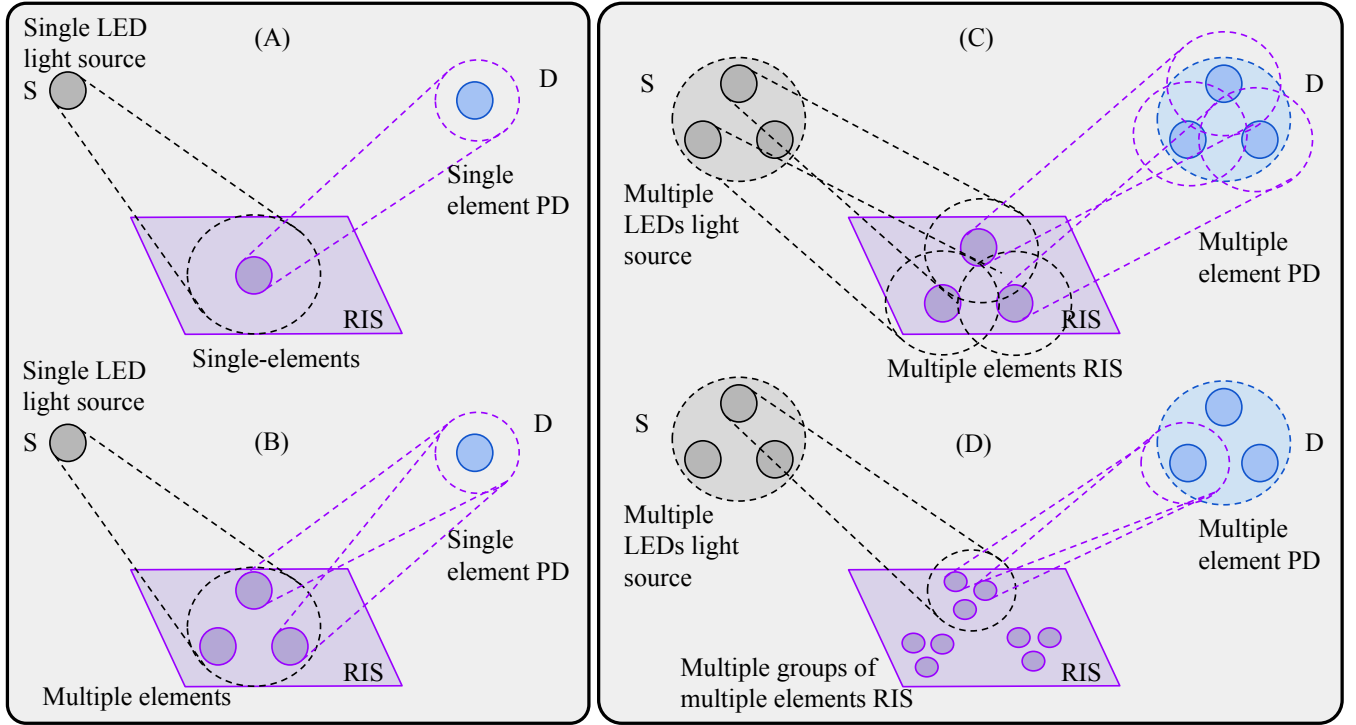 Single LED
light source
(A)
S
D
Single
element PD
RIS
Single-elements
Single LED
light source
(B)
S
D
Single
element PD
RIS
Multiple elements
(C)
S
D
Multiple
LEDs light
source
Multiple
element PD
RIS
Multiple elements RIS
(D)
S
D
Multiple
LEDs light
source
Multiple
element PD
RIS
Multiple groups of
multiple elements RIS